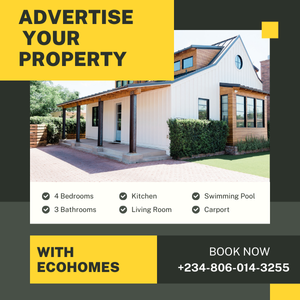 ADVERTISE
YOUR
PROPERTY
4 Bedrooms
Kitchen
Swimming Pool
3 Bathrooms
Living Room
Carport
WITH
ECOHOMES
BOOK NOW
+234-806-014-3255